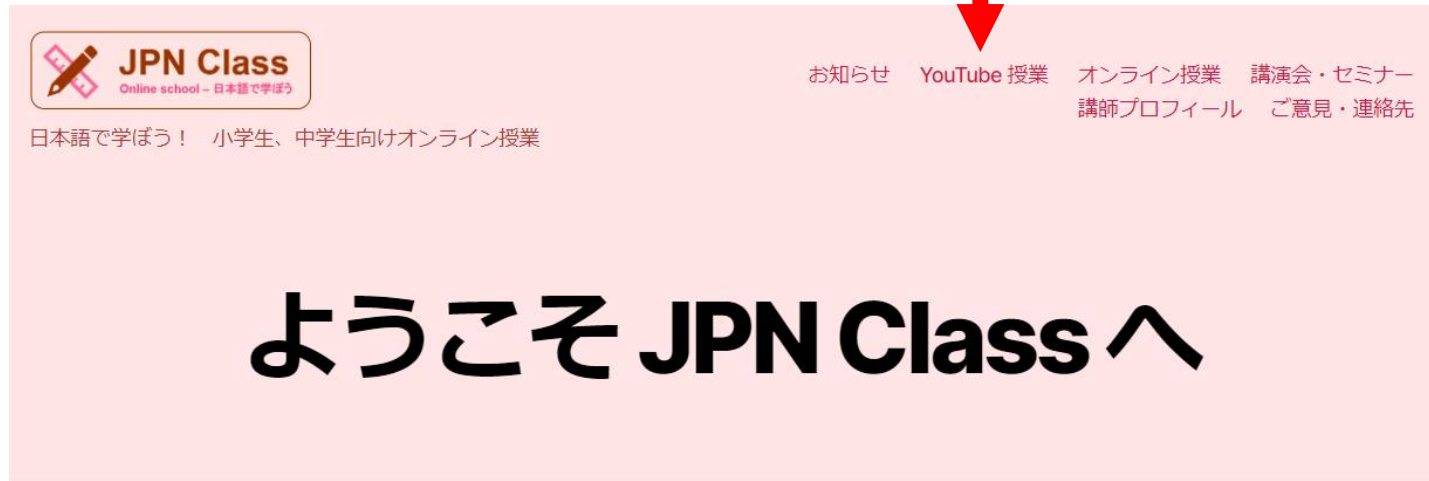 JPN Class
Online school – 日本語で学ぼう
日本語で学ぼう！　小学生、中学生向けオンライン授業
お知らせ　YouTube 授業　オンライン授業　講演会・セミナー
講師プロフィール　ご意見・連絡先
ようこそ JPN Class へ